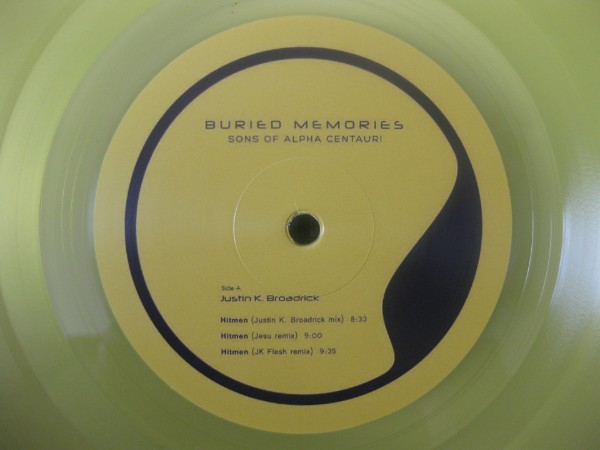 BURIED MEMORIES
SONS OF ALPHA CENTAURI
Side A
Justin K. Broadrick
Hitmen (Justin K. Broadrick mix) 8:33
Hitmen (Jesu remix) 9:00
Hitmen (JK Flesh remix) 9:35